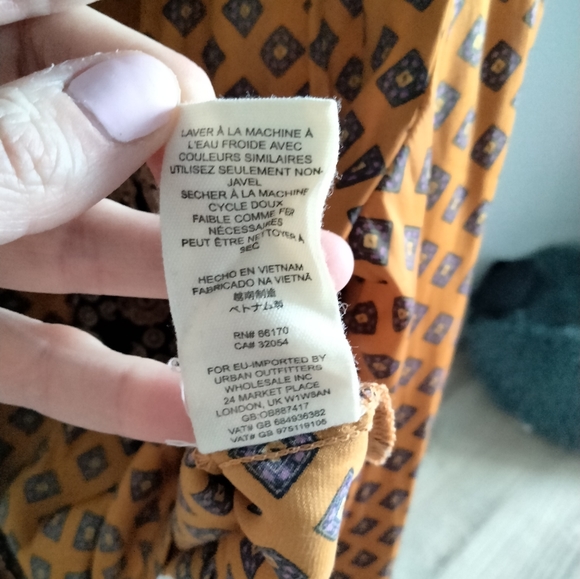 LAVER À LA MACHINE À
L'EAU FROIDE AVEC
COULEURS SIMILAIRES
UTILISEZ SEULEMENT NON-
JAVEL
SECHER À LA MACHINE
CYCLE DOUX
FAIBLE COMME FER
NÉCESSAIRES
PEUT ÊTRE NETTOYER À
SEC
HECHO EN VIETNAM
FABRICADO NA VIETNÃ
越南制造
ベトナム製
RN# 66170
CA# 32054
FOR EU-IMPORTED BY
URBAN OUTFITTERS
WHOLESALE INC
24 MARKET PLACE
LONDON, UK W1W8AN
GS:OB887417
VAT# GB 684936382
VAT# GB 975119105